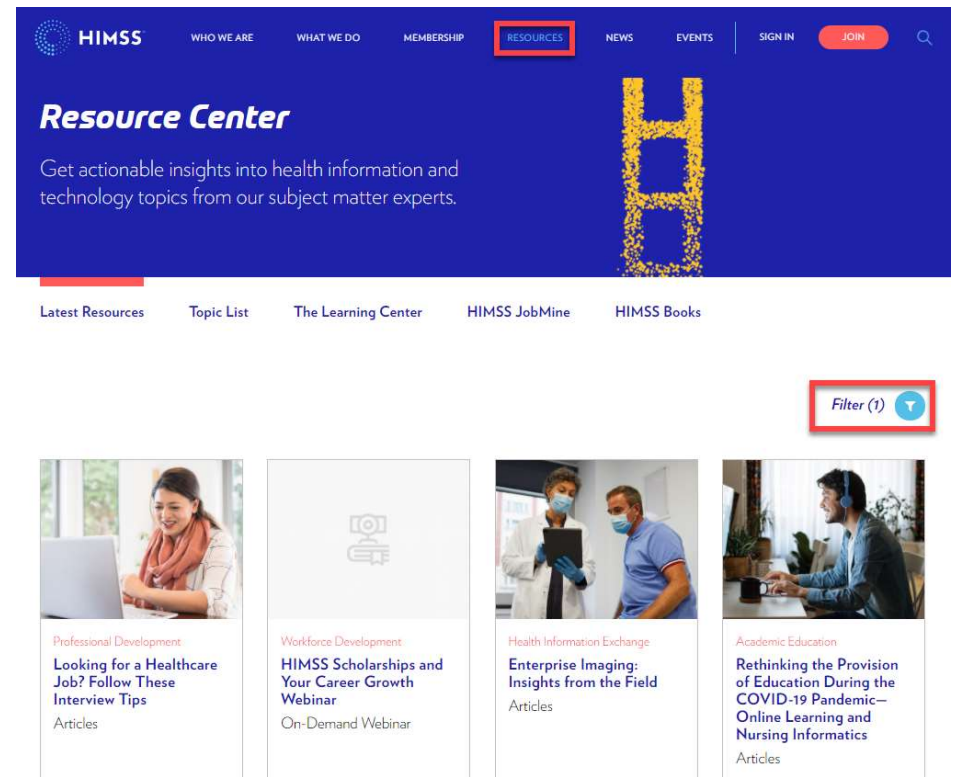 HIMSS
WHO WE ARE
WHAT WE DO
MEMBERSHIP
RESOURCES
NEWS
EVENTS
SIGN IN
JOIN
Resource Center
Get actionable insights into health information and
technology topics from our subject matter experts.
Latest Resources
Topic List
The Learning Center
HIMSS JobMine
HIMSS Books
Filter (1)
Professional Development
Looking for a Healthcare
Job? Follow These
Interview Tips
Articles
Workforce Development
HIMSS Scholarships and
Your Career Growth
Webinar
On-Demand Webinar
Health Information Exchange
Enterprise Imaging:
Insights from the Field
Articles
Academic Education
Rethinking the Provision
of Education During the
COVID-19 Pandemic—
Online Learning and
Nursing Informatics
Articles